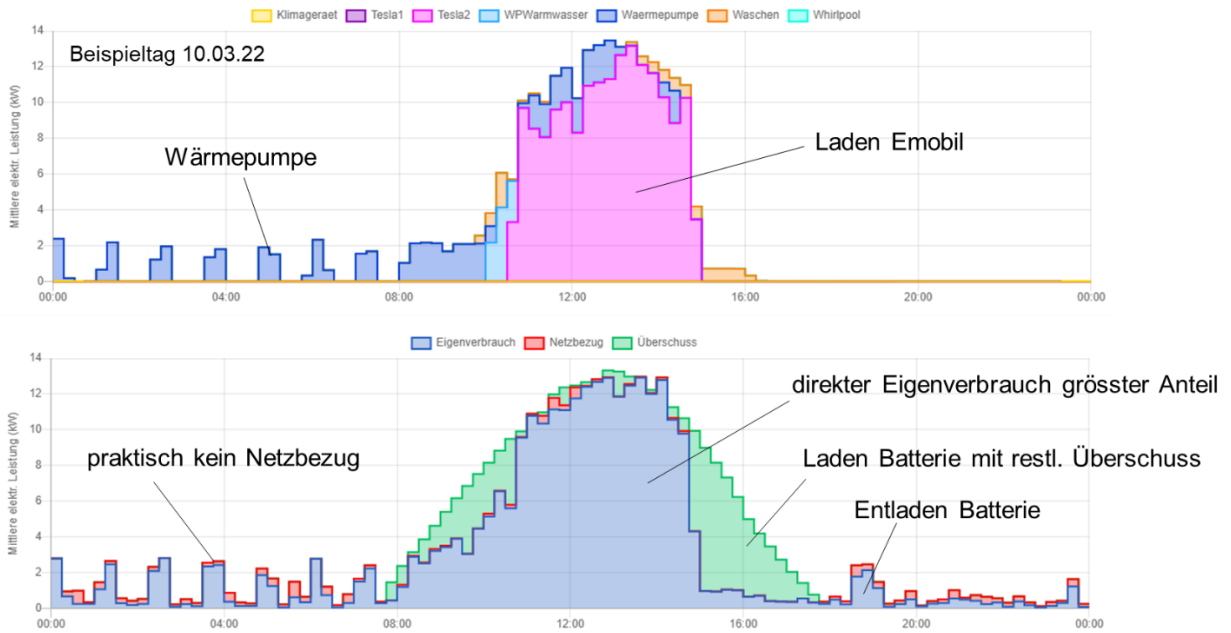 Klimageraet Tesla1 Tesla2 WPWarmwasser Waermepumpe Waschen Whirlpool
Beispieltag 10.03.22
Mittlere elektr. Leistung (kW)
14
12
10
8
6
4
2
0
Wärmepumpe
Laden Emobil
00:00 04:00 08:00 12:00 16:00 20:00 00:00
Eigenverbrauch Netzbezug Überschuss
Mittlere elektr. Leistung (kW)
14
12
10
8
6
4
2
0
direkter Eigenverbrauch grösster Anteil
praktisch kein Netzbezug
Laden Batterie mit restl. Überschuss
Entladen Batterie
00:00 04:00 08:00 12:00 16:00 20:00 00:00